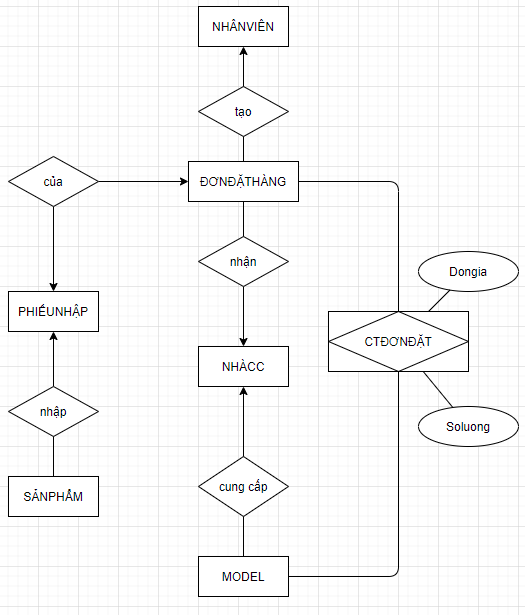 NHÂNVIÊN
tạo
của
ĐƠNĐẶTHÀNG
nhận
Dongia
PHIẾUNHẬP
CTĐƠNĐẶT
NHÀCC
nhập
Soluong
cung cấp
SẢNPHẨM
MODEL